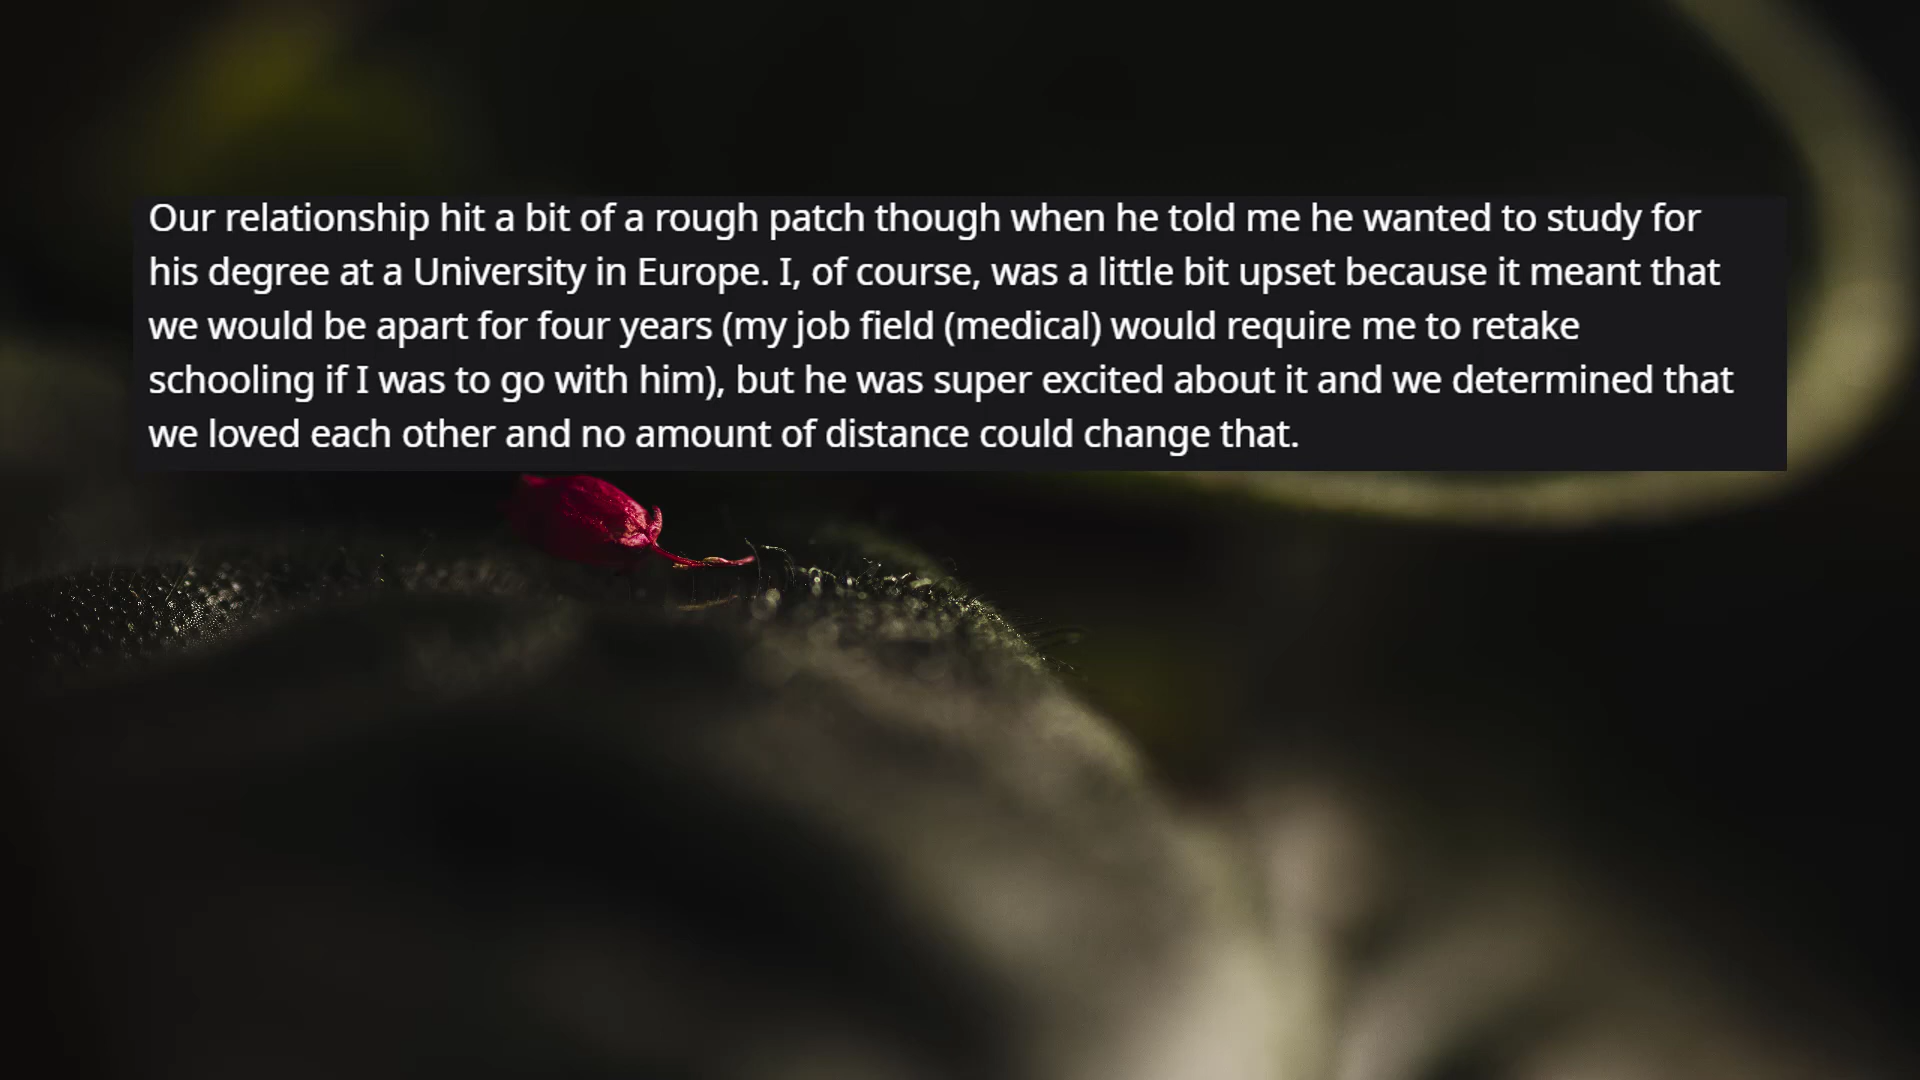 Our relationship hit a bit of a rough patch though when he told me he wanted to study for
his degree at a University in Europe. I, of course, was a little bit upset because it meant that
we would be apart for four years (my job field (medical) would require me to retake
schooling if I was to go with him), but he was super excited about it and we determined that
we loved each other and no amount of distance could change that.